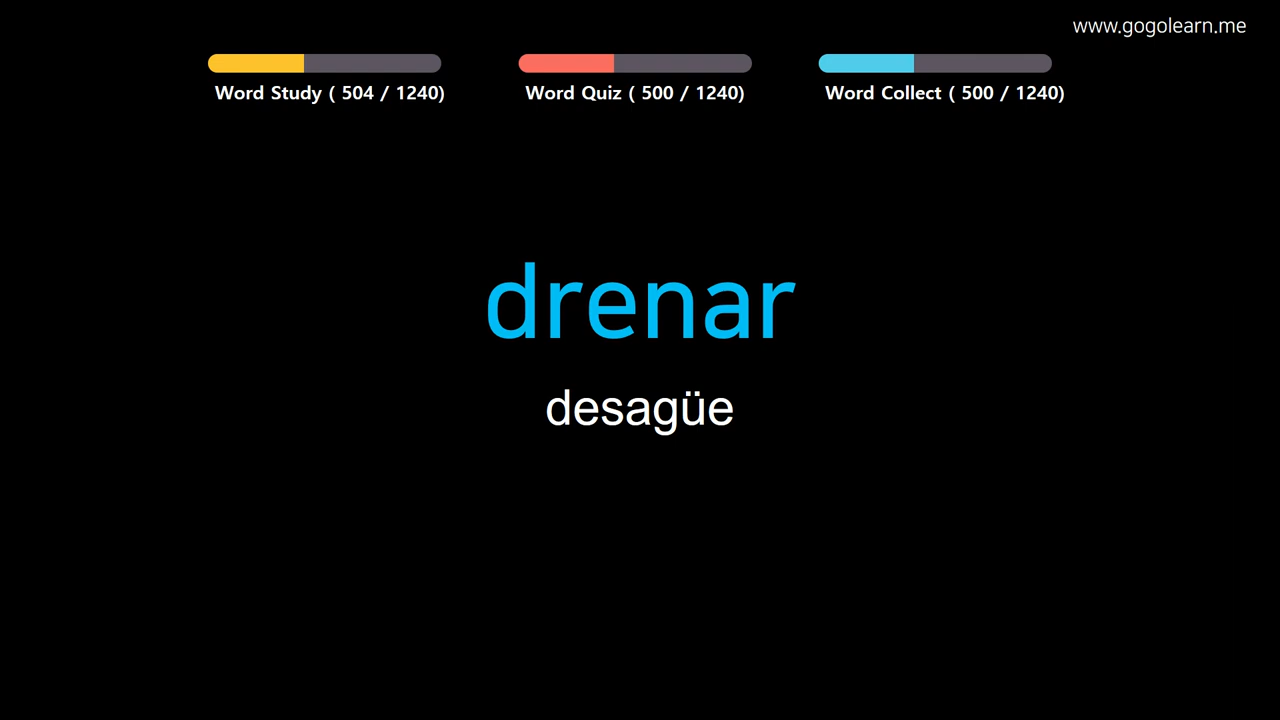 www.gogolearn.me
Word Study ( 504 / 1240)
Word Quiz ( 500 / 1240)
Word Collect ( 500 / 1240)
drenar
desagüe